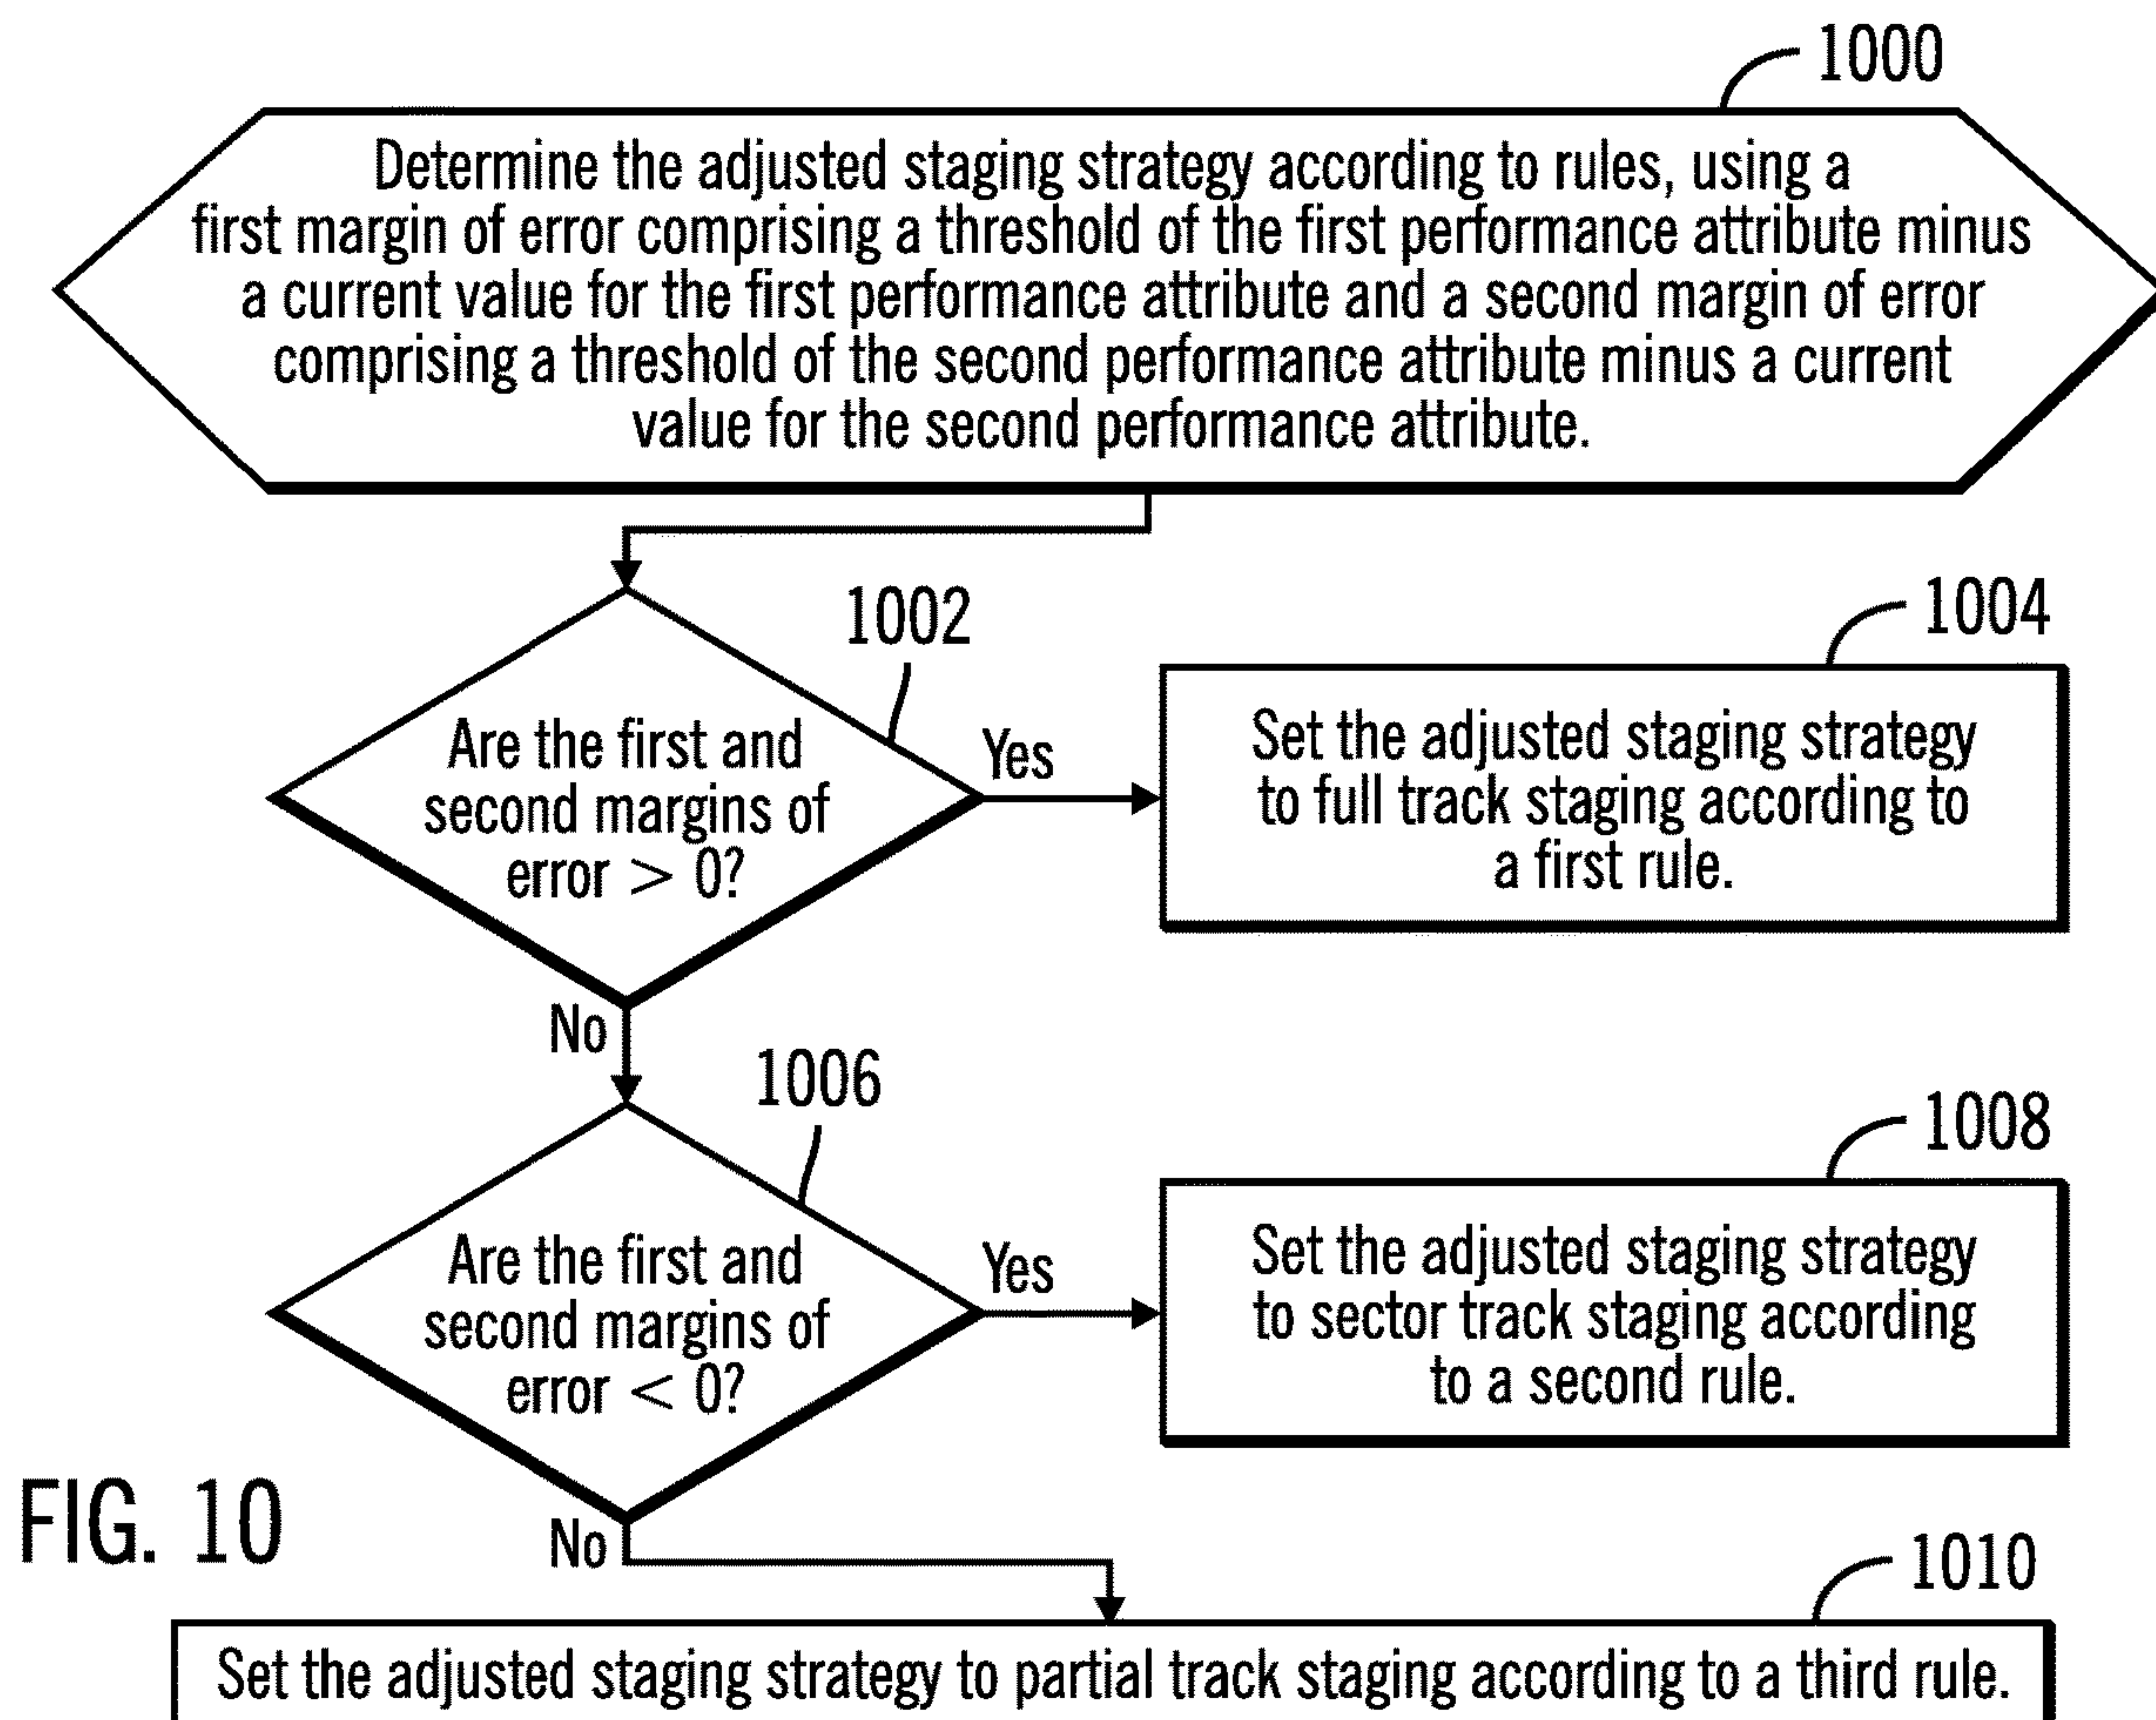 1000
Determine the adjusted staging strategy according to rules, using a
first margin of error comprising a threshold of the first performance attribute minus
a current value for the first performance attribute and a second margin of error
comprising a threshold of the second performance attribute minus a current
value for the second performance attribute.
1002
Are the first and
second margins of
error > 0?
Yes
1004
Set the adjusted staging strategy
to full track staging according to
a first rule.
No
1006
Are the first and
second margins of
error < 0?
Yes
1008
Set the adjusted staging strategy
to sector track staging according
to a second rule.
No
FIG. 10
1010
Set the adjusted staging strategy to partial track staging according to a third rule.